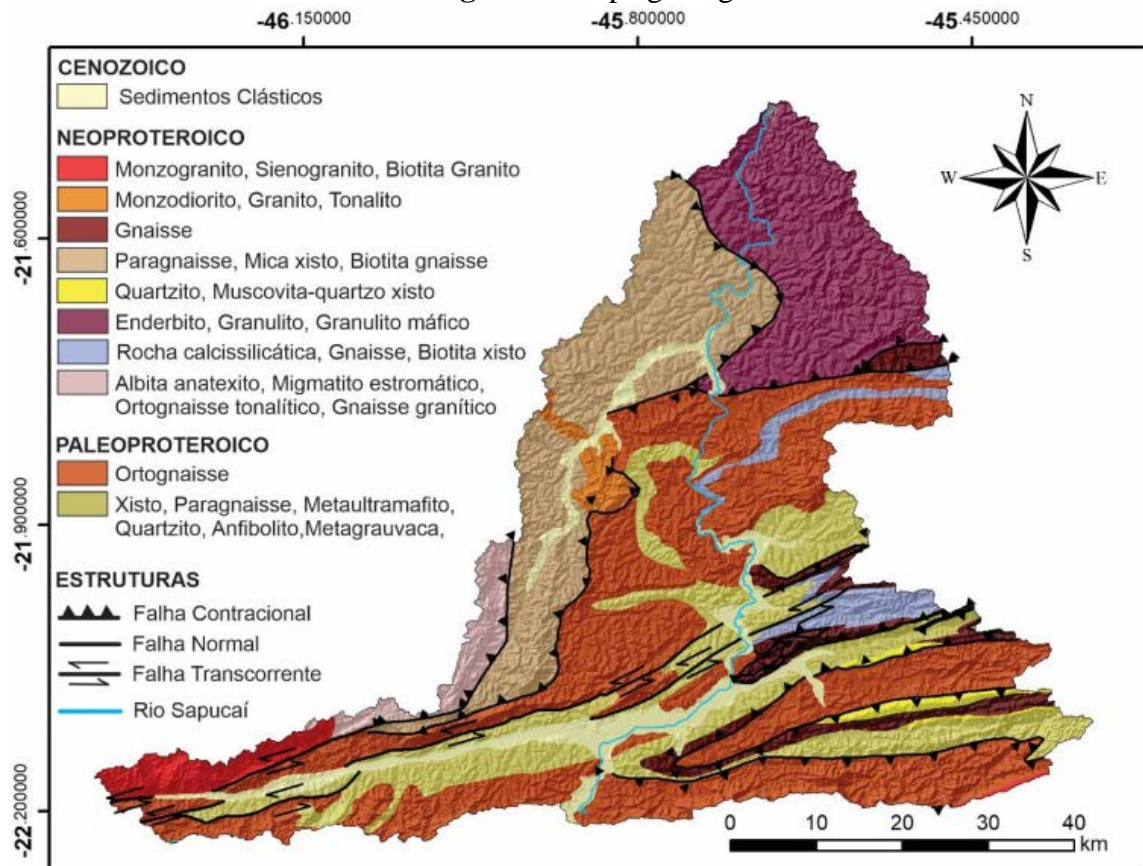 -46.150000
-45.800000
-45.450000
CENOZOICO
Sedimentos Clásticos
NEOPROTEROICO
Monzogranito, Sienogranito, Biotita Granito
Monzodiorito, Granito, Tonalito
Gnaisse
Paragnaisse, Mica xisto, Biotita gnaisse
Quartzito, Muscovita-quartzo xisto
Enderbito, Granulito, Granulito máfico
Rocha calcissilicática, Gnaisse, Biotita xisto
Albita anatexito, Migmatito estromático,
Ortognaisse tonalítico, Gnaisse granítico
PALEOPROTEROICO
Ortognaisse
Xisto, Paragnaisse, Metaultramafito,
Quartzito, Anfibolito,Metagrauvaca,
ESTRUTURAS
Falha Contracional
Falha Normal
Falha Transcorrente
Rio Sapucaí
N
W
E
S
-21.600000
-21.900000
-22.200000
0 10 20 30 40
km